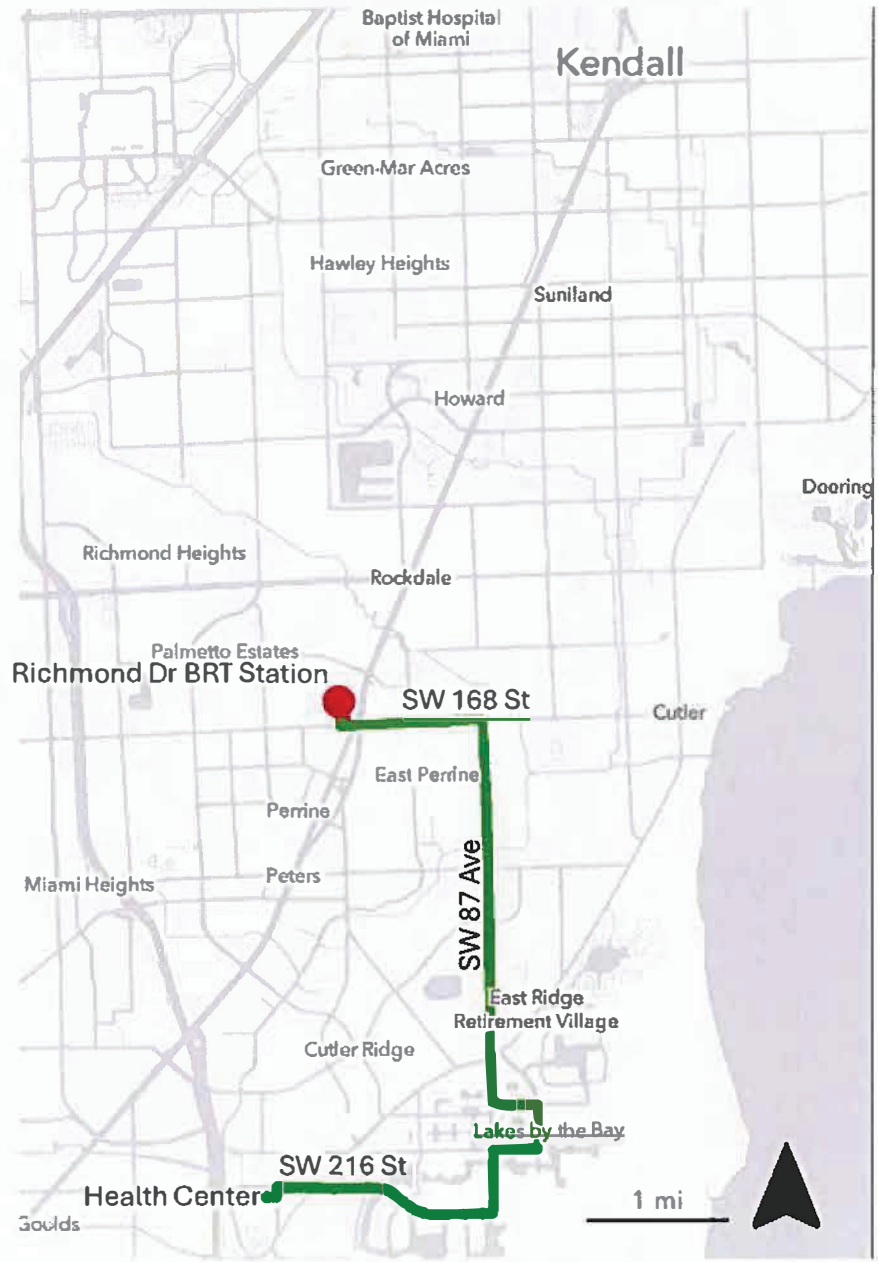 Baptist Hospital
of Miami
Kendall
Green-Mar Acres
Hawley Heights
Suniland
Howard
Deering
Richmond Heights
Rockdale
Palmetto Estates
Richmond Dr BRT Station
SW 168 St
Cutler
East Perrine
Perrine
SW 87 Ave
Peters
Miami Heights
East Ridge
Retirement Village
Cutler Ridge
Lakes by the Bay
SW 216 St
Health Center
1 mi
Goulds